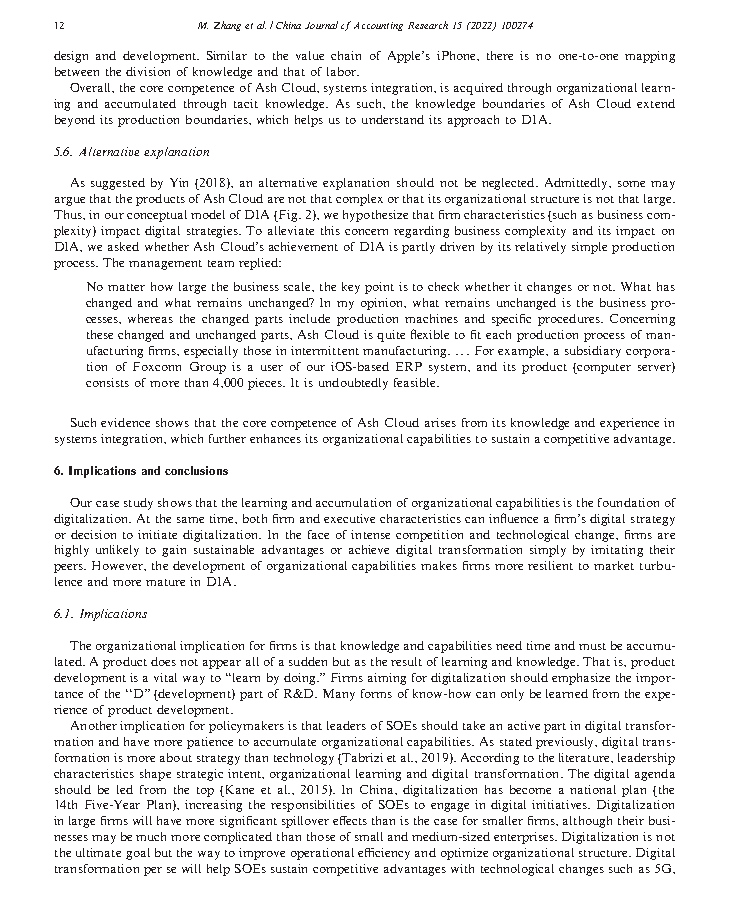 12
M. Zhang et al. / China Journal of Accounting Research 15 (2022) 100274
design and development. Similar to the value chain of Apple's iPhone, there is no one-to-one mapping
between the division of knowledge and that of labor.
Overall, the core competence of Ash Cloud, systems integration, is acquired through organizational learn-
ing and accumulated through tacit knowledge. As such, the knowledge boundaries of Ash Cloud extend
beyond its production boundaries, which helps us to understand its approach to D1A.
5.6. Alternative explanation
As suggested by Yin (2018), an alternative explanation should not be neglected. Admittedly, some may
argue that the products of Ash Cloud are not that complex or that its organizational structure is not that large.
Thus, in our conceptual model of D1A (Fig. 2), we hypothesize that firm characteristics (such as business com-
plexity) impact digital strategies. To alleviate this concern regarding business complexity and its impact on
D1A, we asked whether Ash Cloud's achievement of D1A is partly driven by its relatively simple production
process. The management team replied:
No matter how large the business scale, the key point is to check whether it changes or not. What has
changed and what remains unchanged? In my opinion, what remains unchanged is the business pro-
cesses, whereas the changed parts include production machines and specific procedures. Concerning
these changed and unchanged parts, Ash Cloud is quite flexible to fit each production process of man-
ufacturing firms, especially those in intermittent manufacturing. ... For example, a subsidiary corpora-
tion of Foxconn Group is a user of our iOS-based ERP system, and its product (computer server)
consists of more than 4,000 pieces. It is undoubtedly feasible.
Such evidence shows that the core competence of Ash Cloud arises from its knowledge and experience in
systems integration, which further enhances its organizational capabilities to sustain a competitive advantage.
6. Implications and conclusions
Our case study shows that the learning and accumulation of organizational capabilities is the foundation of
digitalization. At the same time, both firm and executive characteristics can influence a firm's digital strategy
or decision to initiate digitalization. In the face of intense competition and technological change, firms are
highly unlikely to gain sustainable advantages or achieve digital transformation simply by imitating their
peers. However, the development of organizational capabilities makes firms more resilient to market turbu-
lence and more mature in D1A.
6.1. Implications
The organizational implication for firms is that knowledge and capabilities need time and must be accumu-
lated. A product does not appear all of a sudden but as the result of learning and knowledge. That is, product
development is a vital way to "learn by doing." Firms aiming for digitalization should emphasize the impor-
tance of the "D" (development) part of R&D. Many forms of know-how can only be learned from the expe-
rience of product development.
Another implication for policymakers is that leaders of SOEs should take an active part in digital transfor-
mation and have more patience to accumulate organizational capabilities. As stated previously, digital trans-
formation is more about strategy than technology (Tabrizi et al., 2019). According to the literature, leadership
characteristics shape strategic intent, organizational learning and digital transformation. The digital agenda
should be led from the top (Kane et al., 2015). In China, digitalization has become a national plan (the
14th Five-Year Plan), increasing the responsibilities of SOEs to engage in digital initiatives. Digitalization
in large firms will have more significant spillover effects than is the case for smaller firms, although their busi-
nesses may be much more complicated than those of small and medium-sized enterprises. Digitalization is not
the ultimate goal but the way to improve operational efficiency and optimize organizational structure. Digital
transformation per se will help SOEs sustain competitive advantages with technological changes such as 5G,